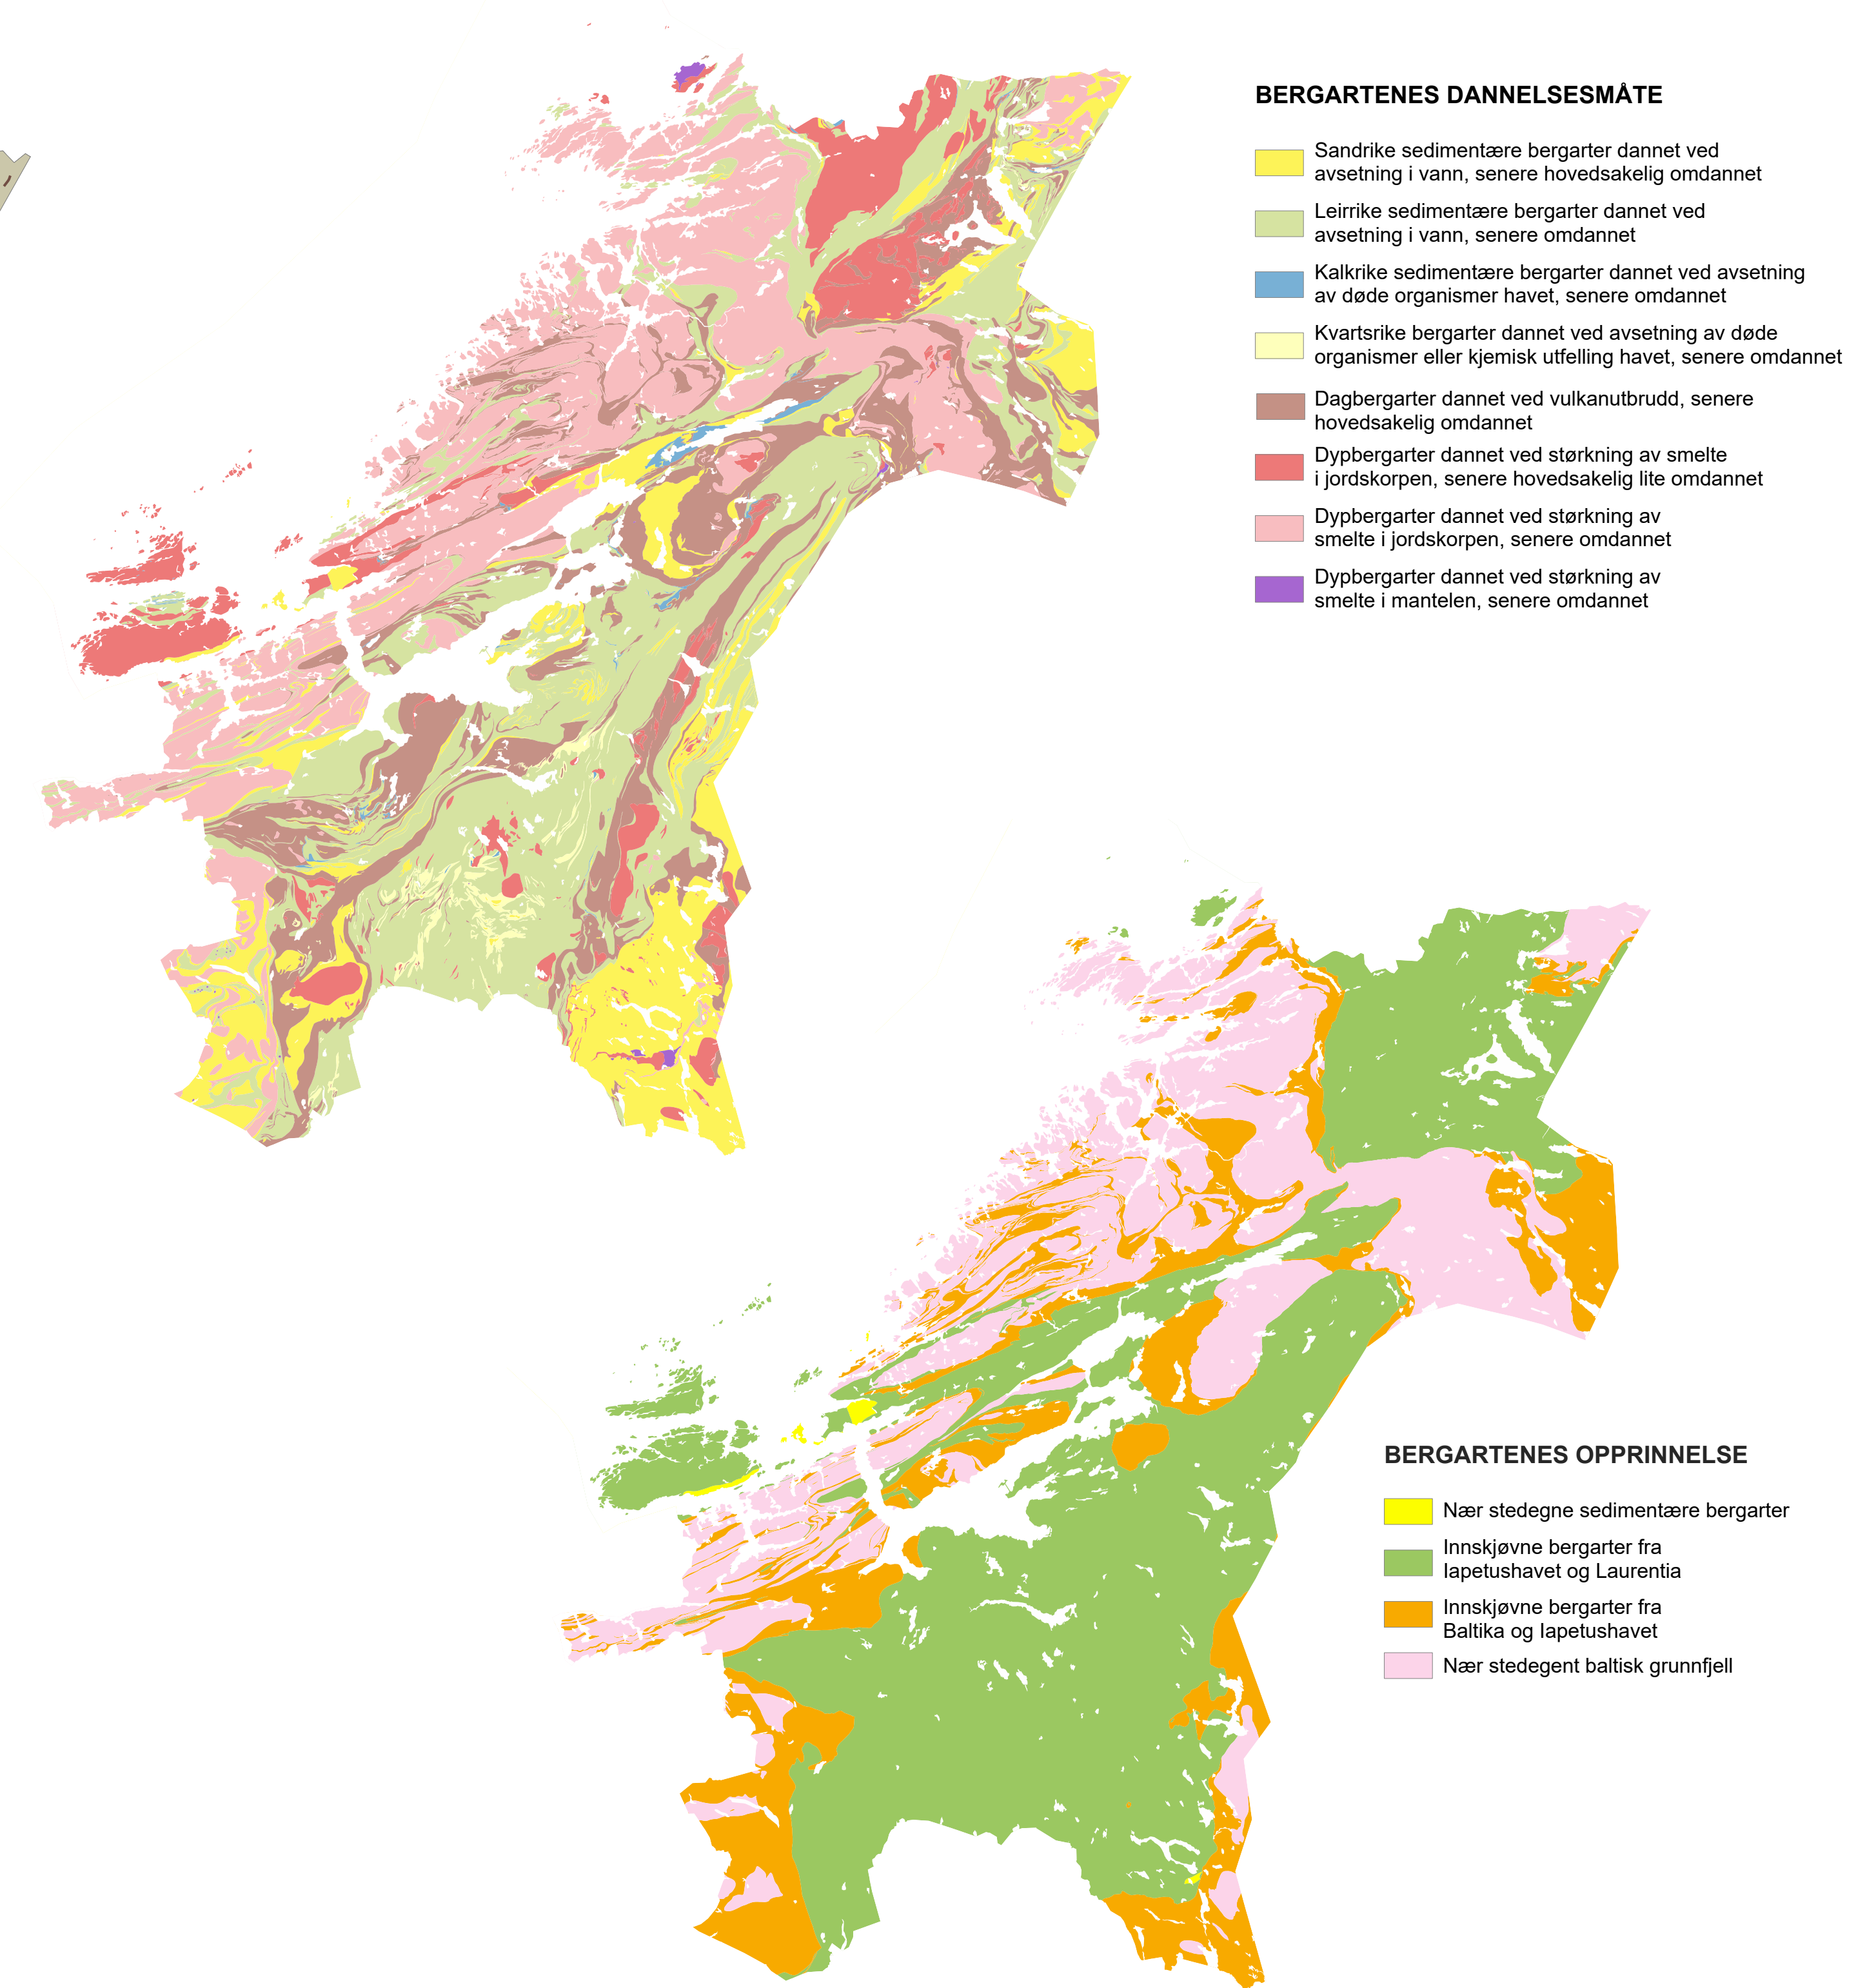 BERGARTENES DANNELSESMÅTE
Sandrike sedimentære bergarter dannet ved
avsetning i vann, senere hovedsakelig omdannet
Leirrike sedimentære bergarter dannet ved
avsetning i vann, senere omdannet
Kalkrike sedimentære bergarter dannet ved avsetning
av døde organismer havet, senere omdannet
Kvartsrike bergarter dannet ved avsetning av døde
organismer eller kjemisk utfelling havet, senere omdannet
Dagbergarter dannet ved vulkanutbrudd, senere
hovedsakelig omdannet
Dypbergarter dannet ved størkning av smelte
i jordskorpen, senere hovedsakelig lite omdannet
Dypbergarter dannet ved størkning av
smelte i jordskorpen, senere omdannet
Dypbergarter dannet ved størkning av
smelte i mantelen, senere omdannet
BERGARTENES OPPRINNELSE
Nær stedegne sedimentære bergarter
Innskjøvne bergarter fra
Iapetushavet og Laurentia
Innskjøvne bergarter fra
Baltika og Iapetushavet
Nær stedegent baltisk grunnfjell